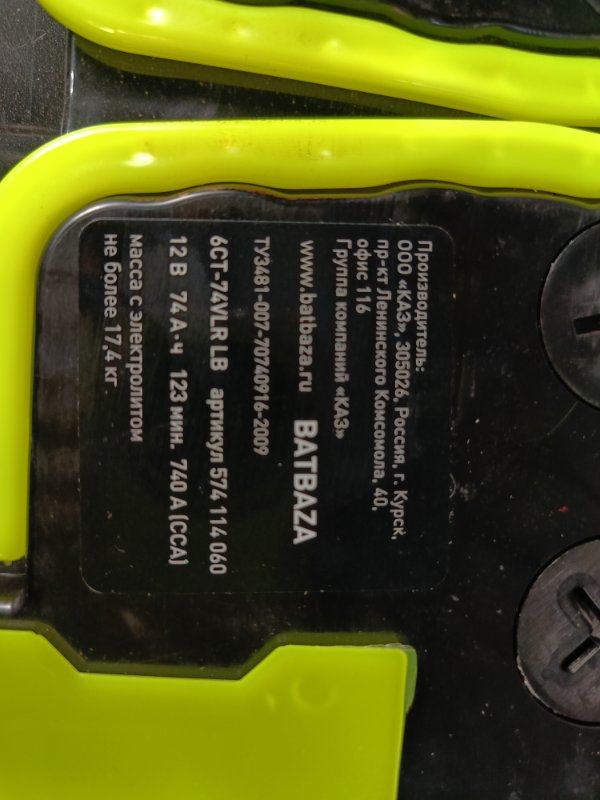 Производитель:
ООО «КАЗ», 305026, Россия, г. Курск,
пр-кт Ленинского Комсомола, 40,
офис 116
Группа компаний «КАЗ»
www.batbaza.ru BATBAZA
ТУ3481-007-70740916-2009
6СТ-74VLR LB артикул 574 114 060
12 В 74 А·ч 123 мин. 740 А (CCA)
масса с электролитом
не более 17,4 кг